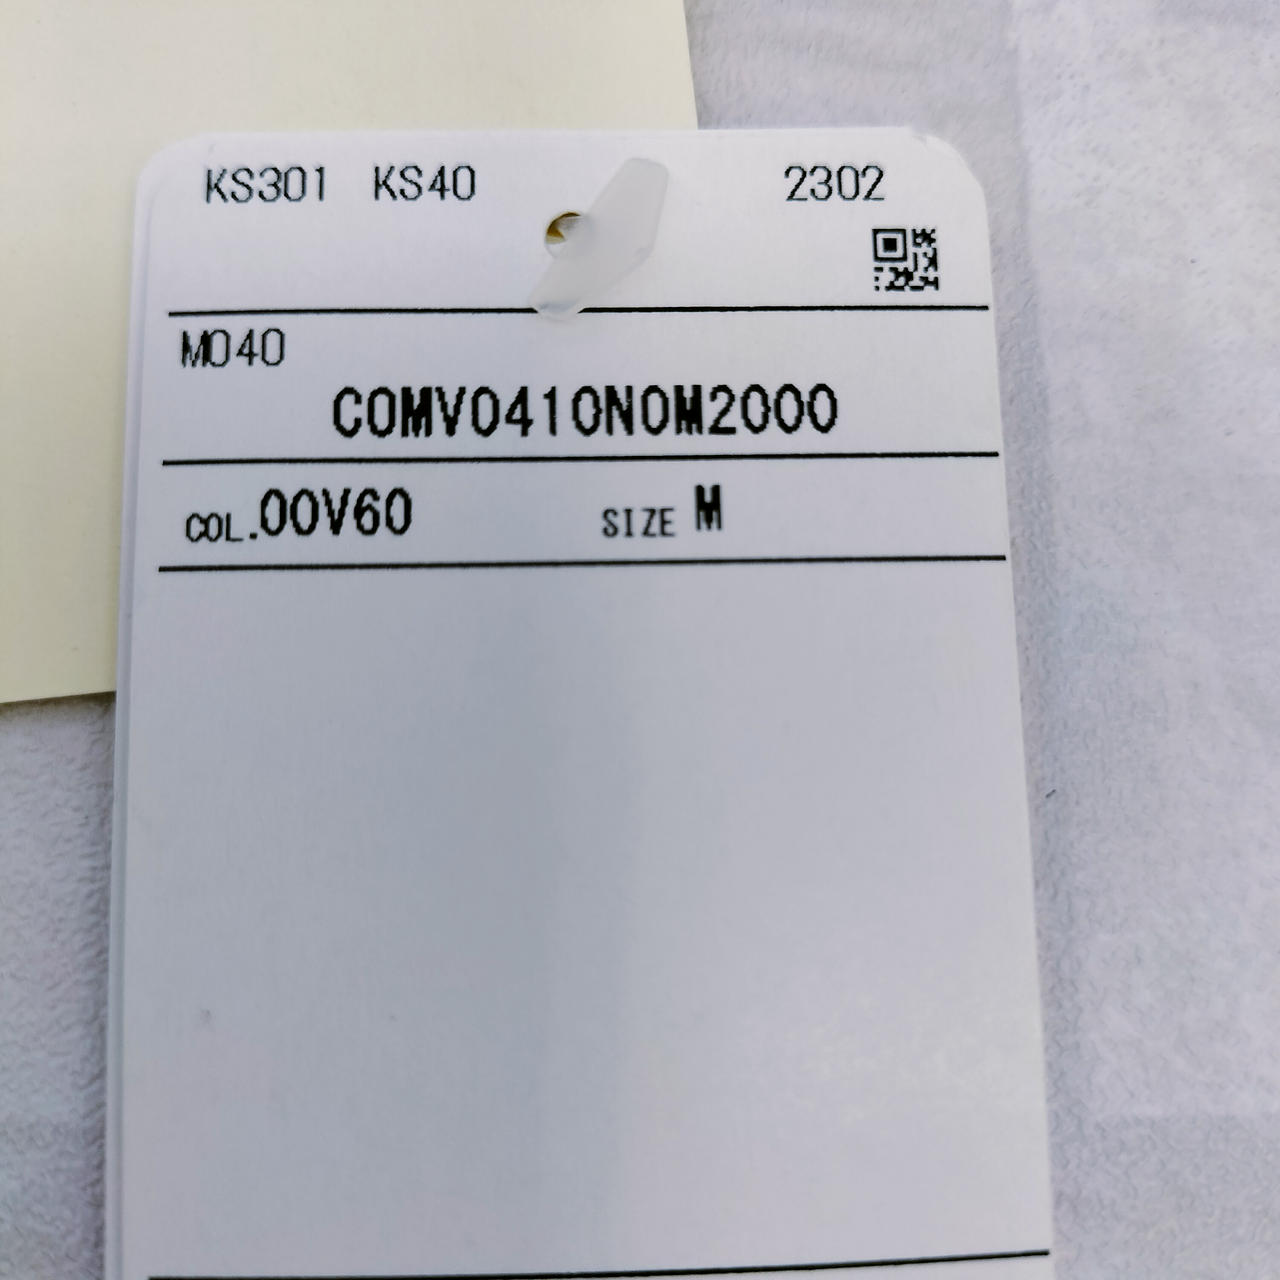 KS301 KS40 2302
M040
COMV0410N0M2000
COL.00V60 SIZE M